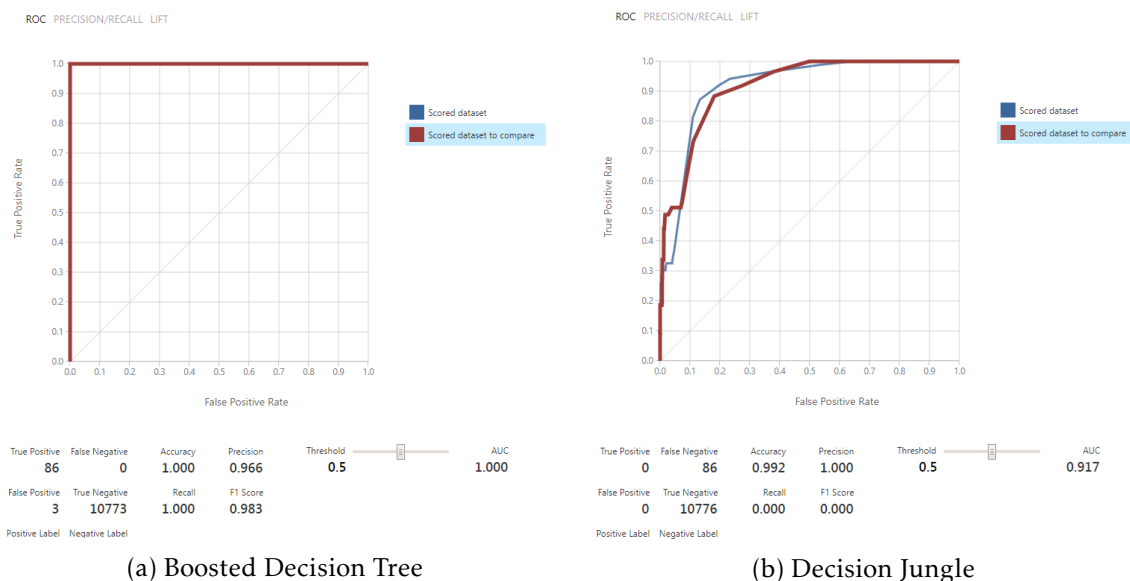 ROC PRECISION/RECALL LIFT
1.0
0.9
0.8
0.7
0.6
0.5
0.4
0.3
0.2
0.1
0.0
True Positive Rate
0.0 0.1 0.2 0.3 0.4 0.5 0.6 0.7 0.8 0.9 1.0
False Positive Rate
Scored dataset
Scored dataset to compare
True Positive False Negative Accuracy Precision Threshold AUC
86 0 1.000 0.966 0.5 1.000
False Positive True Negative Recall F1 Score
3 10773 1.000 0.983
Positive Label Negative Label
(a) Boosted Decision Tree
ROC PRECISION/RECALL LIFT
1.0
0.9
0.8
0.7
0.6
0.5
0.4
0.3
0.2
0.1
0.0
True Positive Rate
0.0 0.1 0.2 0.3 0.4 0.5 0.6 0.7 0.8 0.9 1.0
False Positive Rate
Scored dataset
Scored dataset to compare
True Positive False Negative Accuracy Precision Threshold AUC
0 86 0.992 1.000 0.5 0.917
False Positive True Negative Recall F1 Score
0 10776 0.000 0.000
Positive Label Negative Label
(b) Decision Jungle